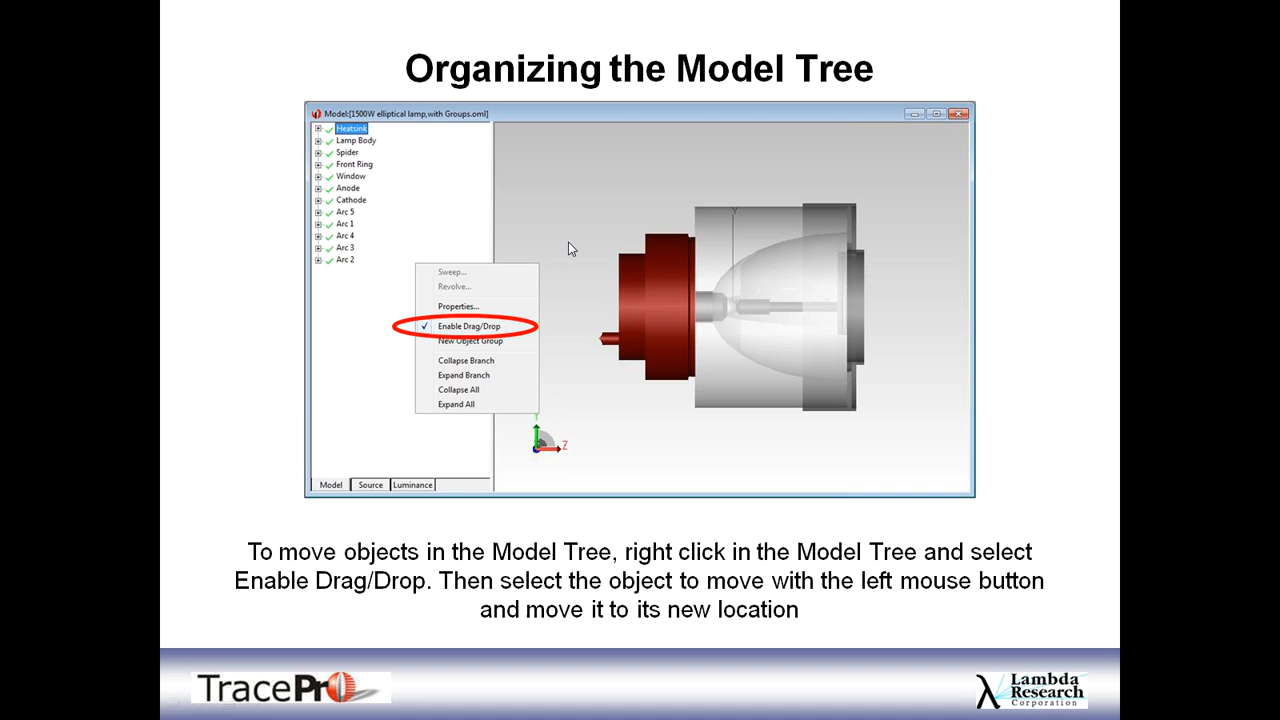 Organizing the Model Tree
Model:[1500W elliptical lamp,with Groups.oml]
Heatsink
Lamp Body
Spider
Front Ring
Window
Anode
Cathode
Arc 5
Arc 1
Arc 4
Arc 3
Arc 2
Sweep...
Revolve...
Properties...
Enable Drag/Drop
New Object Group
Collapse Branch
Expand Branch
Collapse All
Expand All
Y
Z
Model Source Luminance
To move objects in the Model Tree, right click in the Model Tree and select
Enable Drag/Drop. Then select the object to move with the left mouse button
and move it to its new location
TracePro
λ Lambda
Research
Corporation